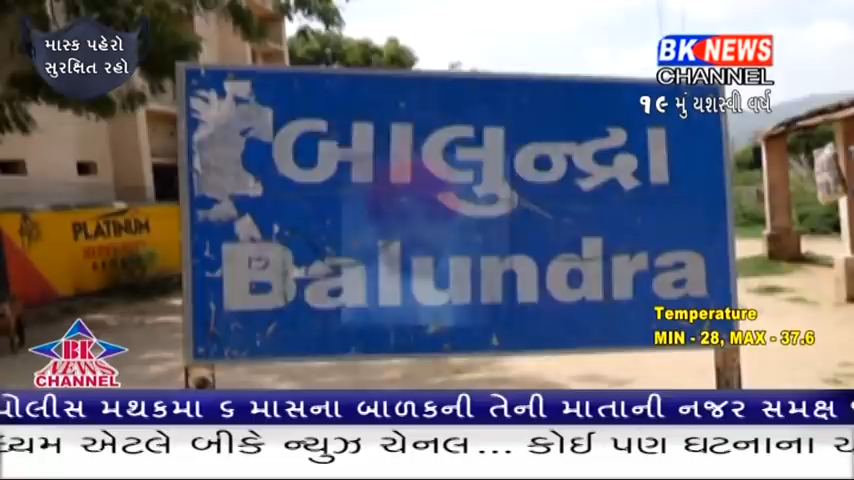 માસ્ક પહેરો
સુરક્ષિત રહો
BK NEWS
CHANNEL
૧૯ મું યશસ્વી વર્ષ
બાલુન્દ્રા
Balundra
PLATINUM
Temperature
MIN - 28, MAX - 37.6
BK
NEWS
CHANNEL
પોલીસ મથકમા ૬ માસના બાળકની તેની માતાની નજર સમક્ષ
એટલે બીકે ન્યુઝ ચેનલ... કોઈ પણ ઘટનાના